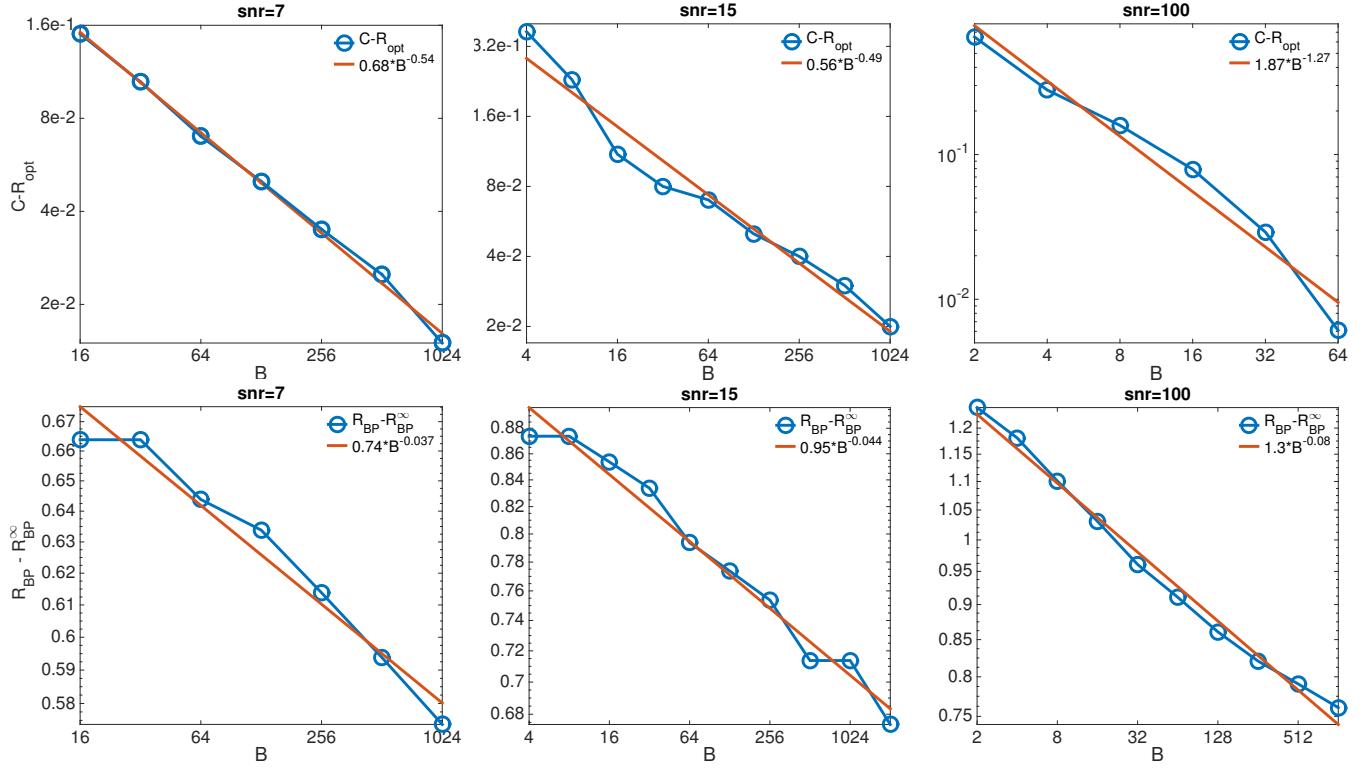 snr=7
1.6e-1
8e-2
4e-2
2e-2
C-R_opt
C-R_opt
0.68*B^-0.54
16
64
256
1024
B
snr=15
3.2e-1
1.6e-1
8e-2
4e-2
2e-2
C-R_opt
0.56*B^-0.49
4
16
64
256
1024
B
snr=100
10^-1
10^-2
C-R_opt
1.87*B^-1.27
2
4
8
16
32
64
B
snr=7
0.67
0.66
0.65
0.64
0.63
0.62
0.61
0.6
0.59
0.58
R_BP - R_BP^∞
R_BP-R_BP^∞
0.74*B^-0.037
16
64
256
1024
B
snr=15
0.88
0.86
0.84
0.82
0.8
0.78
0.76
0.74
0.72
0.7
0.68
R_BP-R_BP^∞
0.95*B^-0.044
4
16
64
256
1024
B
snr=100
1.2
1.15
1.1
1.05
1
0.95
0.9
0.85
0.8
0.75
R_BP-R_BP^∞
1.3*B^-0.08
2
8
32
128
512
B